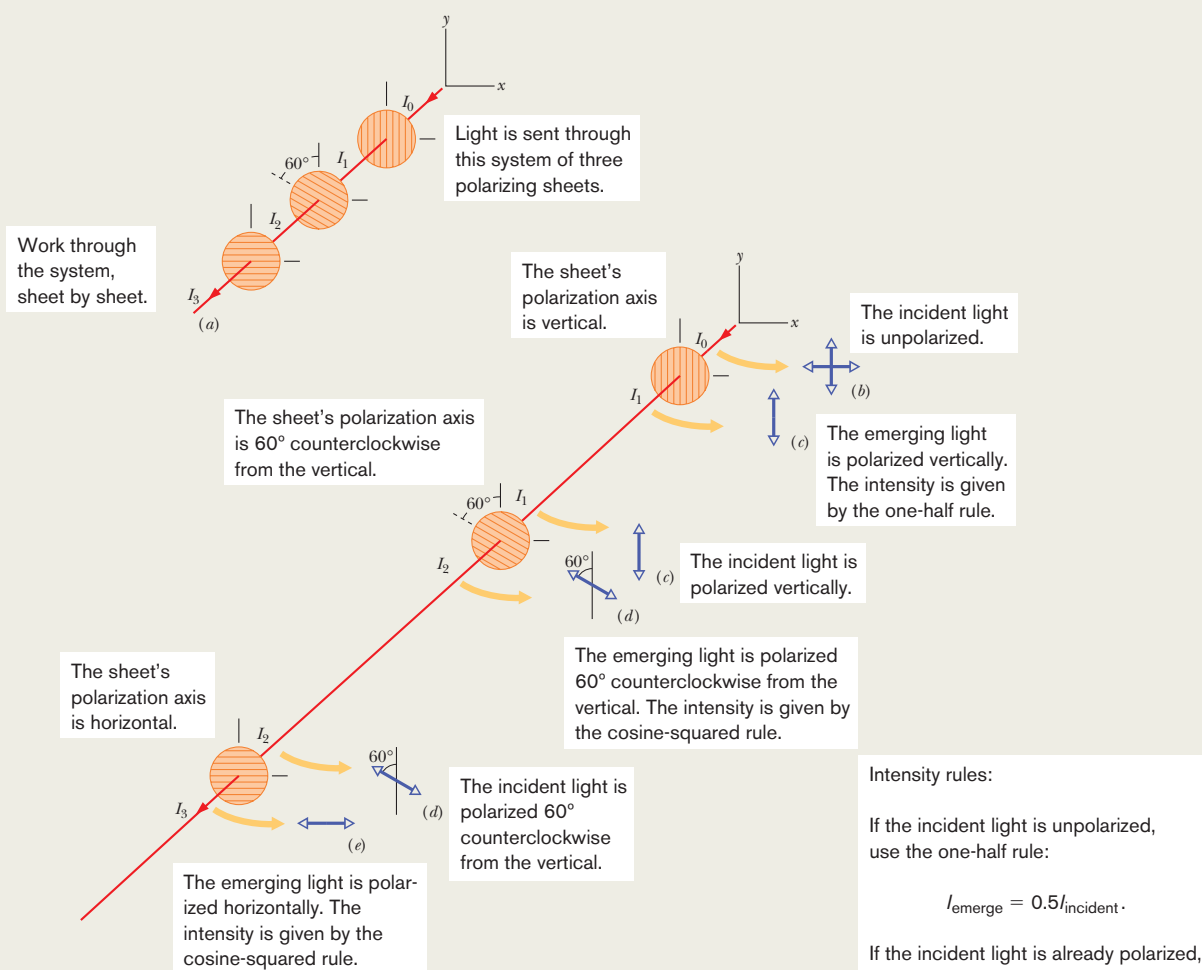 y
x
I0
Light is sent through
this system of three
polarizing sheets.
60°
I1
I2
Work through
the system,
sheet by sheet.
I3
(a)
The sheet's
polarization axis
is vertical.
y
x
The incident light
is unpolarized.
I0
(b)
I1
The sheet's polarization axis
is 60° counterclockwise
from the vertical.
(c)
The emerging light
is polarized vertically.
The intensity is given
by the one-half rule.
60°
I1
I2
60°
(c)
The incident light is
polarized vertically.
(d)
The emerging light is polarized
60° counterclockwise from the
vertical. The intensity is given by
the cosine-squared rule.
The sheet's
polarization axis
is horizontal.
I2
60°
(d)
The incident light is
polarized 60°
counterclockwise
from the vertical.
I3
(e)
The emerging light is polar-
ized horizontally. The
intensity is given by the
cosine-squared rule.
Intensity rules:
If the incident light is unpolarized,
use the one-half rule:
Iemerge = 0.5Iincident.
If the incident light is already polarized,